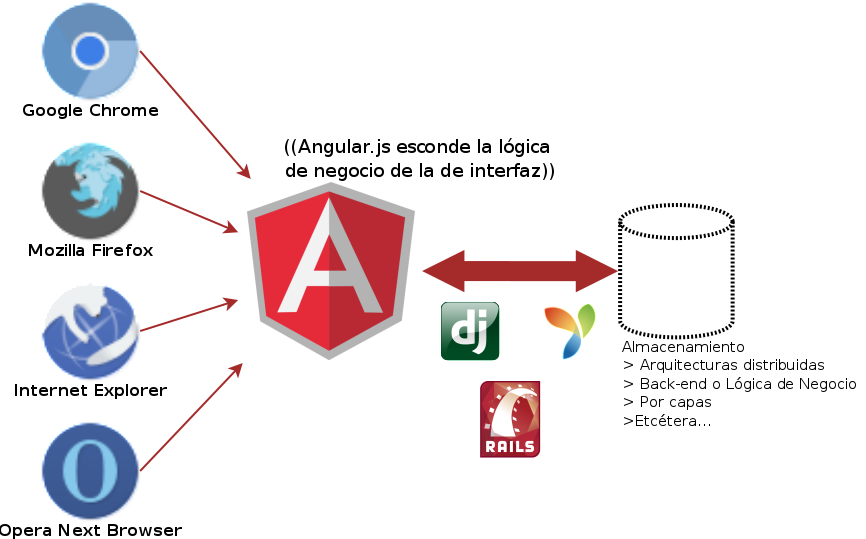 Google Chrome
((Angular.js esconde la lógica
de negocio de la de interfaz))
Mozilla Firefox
A
dj
Almacenamiento
> Arquitecturas distribuidas
> Back-end o Lógica de Negocio
> Por capas
>Etcétera...
Internet Explorer
RAILS
O
Opera Next Browser